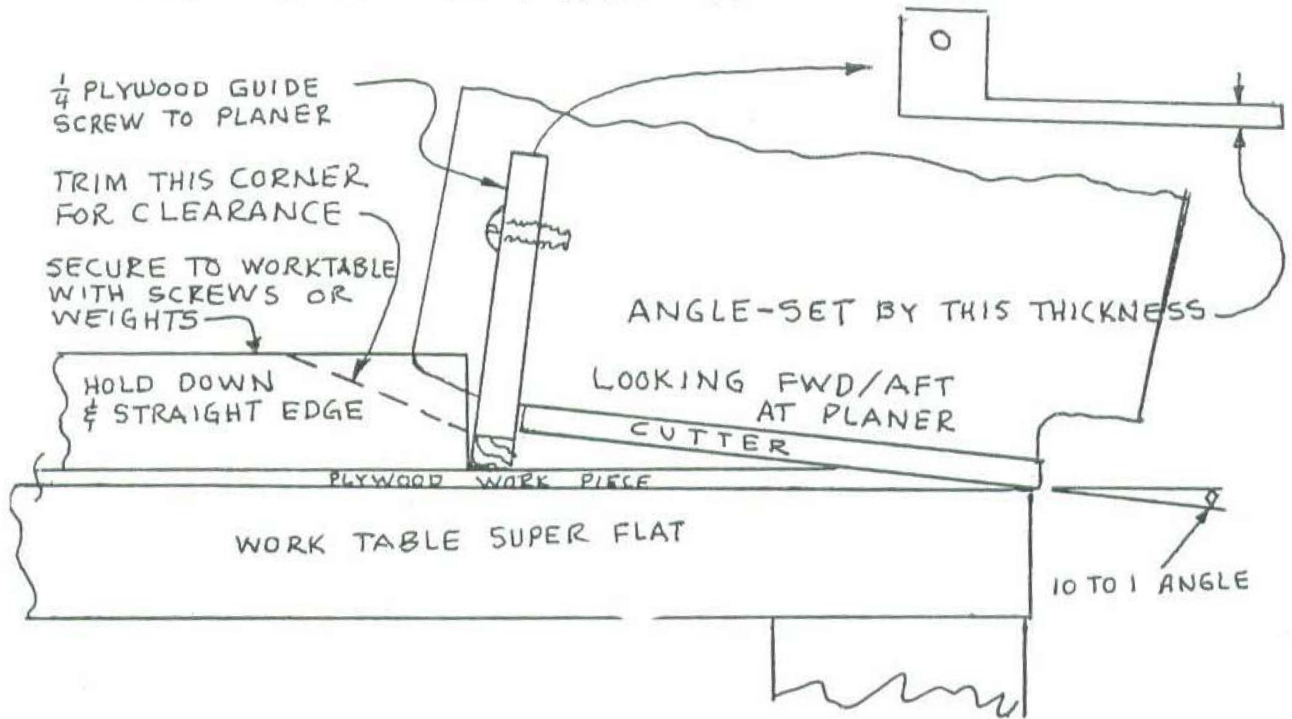 1/4 PLYWOOD GUIDE
SCREW TO PLANER
TRIM THIS CORNER
FOR CLEARANCE
SECURE TO WORKTABLE
WITH SCREWS OR
WEIGHTS
ANGLE-SET BY THIS THICKNESS
HOLD DOWN
& STRAIGHT EDGE
LOOKING FWD/AFT
AT PLANER
CUTTER
PLYWOOD WORK PIECE
WORK TABLE SUPER FLAT
10 TO 1 ANGLE